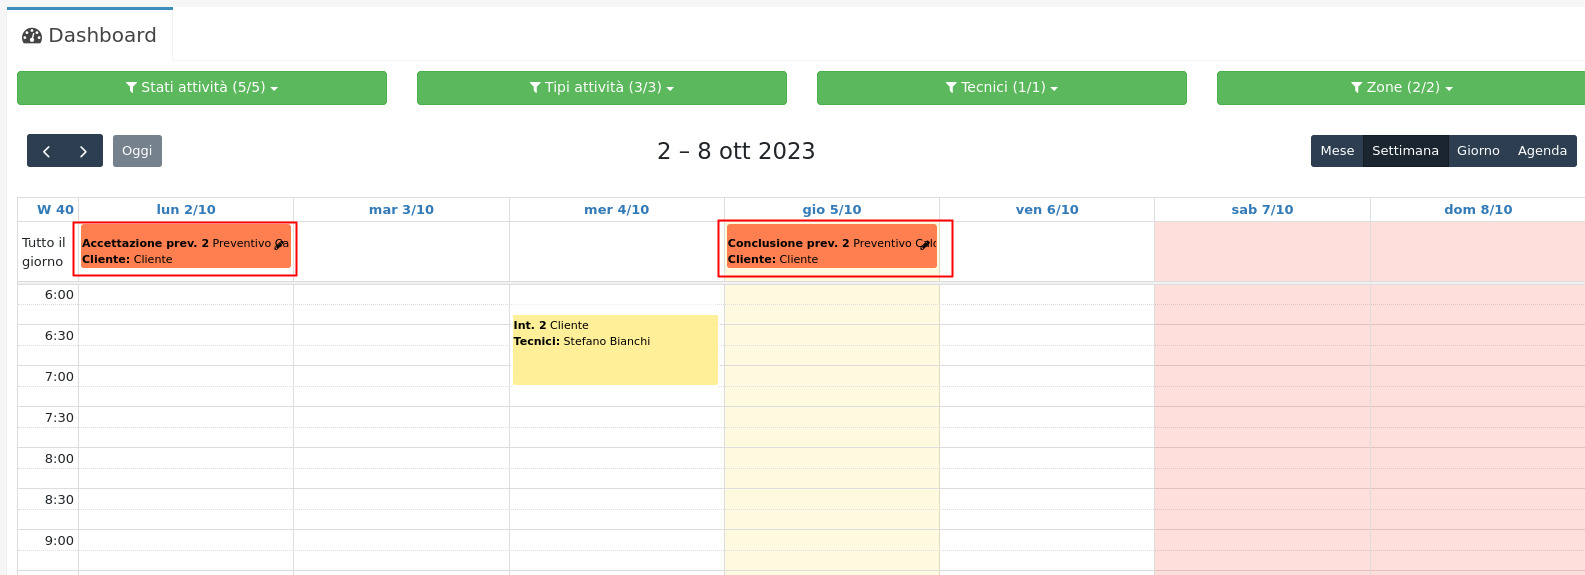 Dashboard
Stati attività (5/5)
Tipi attività (3/3)
Tecnici (1/1)
Zone (2/2)
Oggi
2 – 8 ott 2023
Mese Settimana Giorno Agenda
W 40 lun 2/10 mar 3/10 mer 4/10 gio 5/10 ven 6/10 sab 7/10 dom 8/10
Tutto il
giorno
Accettazione prev. 2 Preventivo
Cliente: Cliente
Conclusione prev. 2 Preventivo
Cliente: Cliente
6:00
Int. 2 Cliente
Tecnici: Stefano Bianchi
6:30
7:00
7:30
8:00
8:30
9:00